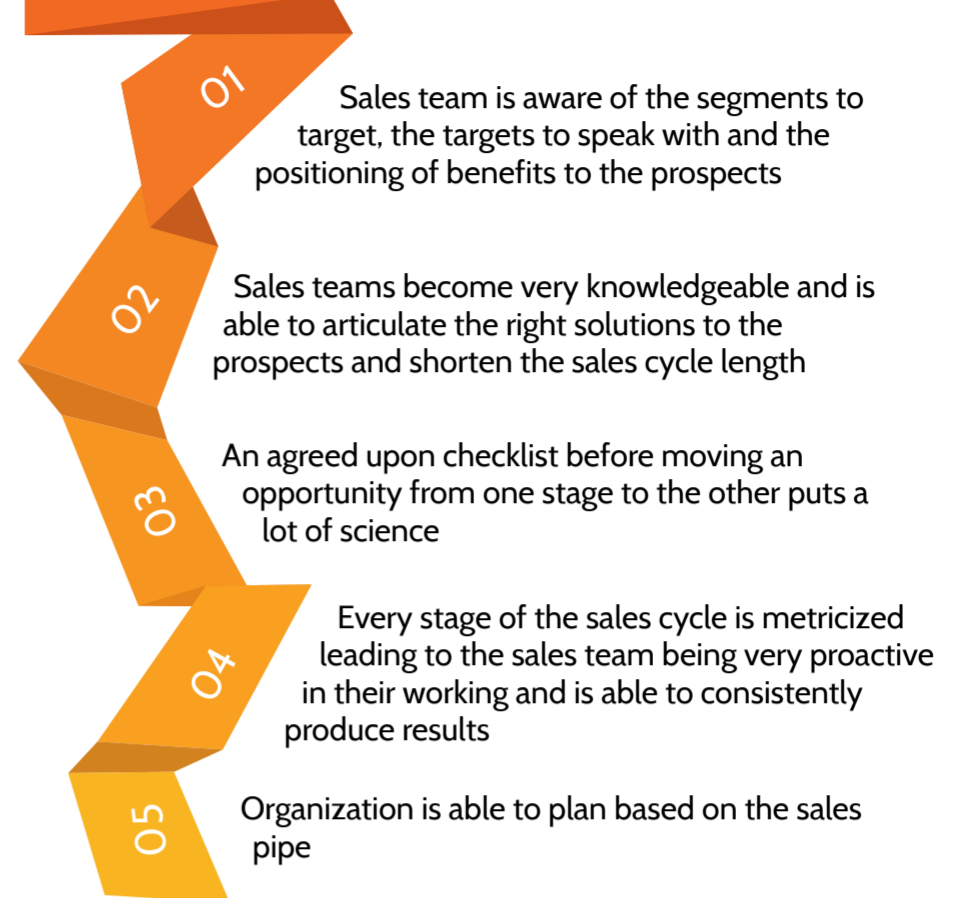 01
Sales team is aware of the segments to
target, the targets to speak with and the
positioning of benefits to the prospects
02
Sales teams become very knowledgeable and is
able to articulate the right solutions to the
prospects and shorten the sales cycle length
03
An agreed upon checklist before moving an
opportunity from one stage to the other puts a
lot of science
04
Every stage of the sales cycle is metricized
leading to the sales team being very proactive
in their working and is able to consistently
produce results
05
Organization is able to plan based on the sales
pipe